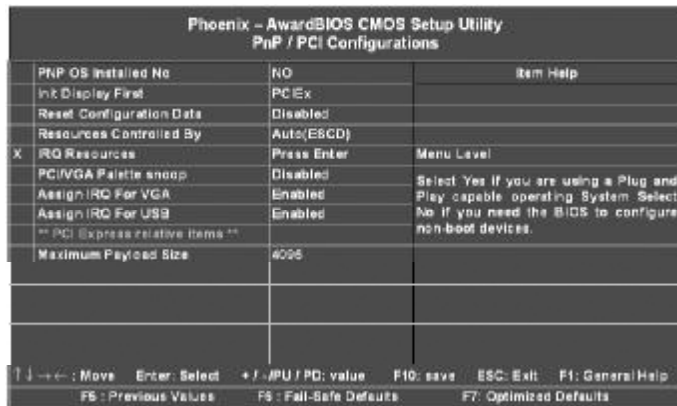 Phoenix – AwardBIOS CMOS Setup Utility
PnP / PCI Configurations
PNP OS Installed No NO Item Help
Init Display First PCIEx
Reset Configuration Data Disabled
Resources Controlled By Auto(ESCD)
X IRQ Resources Press Enter Menu Level
PCI/VGA Palette snoop Disabled
Assign IRQ For VGA Enabled
Assign IRQ For USB Enabled
** PCI Express relative items **
Maximum Payload Size 4096
Select Yes if you are using a Plug and
Play capable operating System Select
No if you need the BIOS to configure
non-boot devices.
↑↓→← : Move Enter: Select + / - /PU / PD: value F10: save ESC: Exit F1: General Help
F5 : Previous Values F6 : Fail-Safe Defaults F7: Optimized Defaults